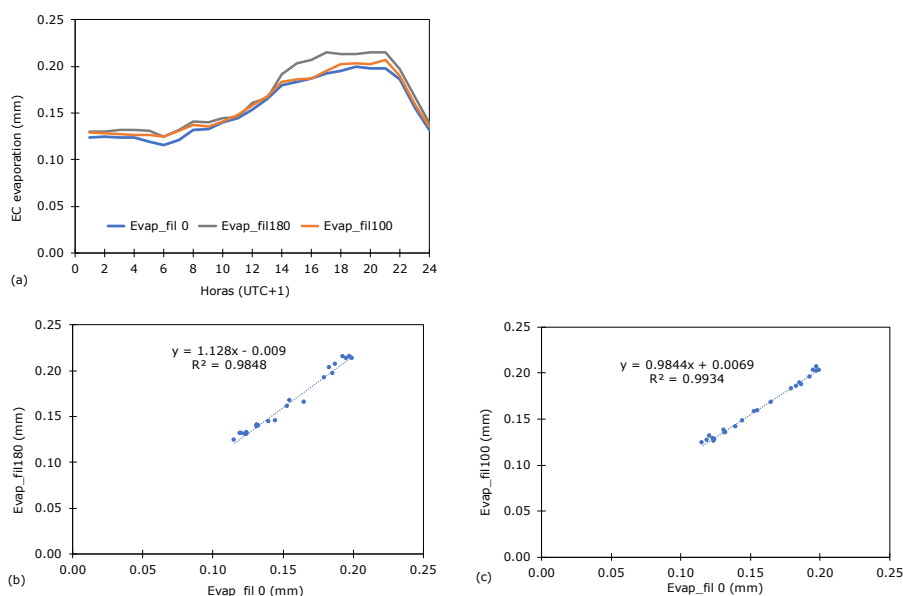 0.25
0.20
0.15
0.10
0.05
0.00
EC evaporation (mm)
Evap_fil 0 Evap_fil180 Evap_fil100
0 2 4 6 8 10 12 14 16 18 20 22 24
Horas (UTC+1)
(a)
0.25
0.20
0.15
0.10
0.05
0.00
Evap_fil180 (mm)
y = 1.128x - 0.009
R² = 0.9848
0.00 0.05 0.10 0.15 0.20 0.25
Evap_fil 0 (mm)
(b)
0.25
0.20
0.15
0.10
0.05
0.00
Evap_fil100 (mm)
y = 0.9844x + 0.0069
R² = 0.9934
0.00 0.05 0.10 0.15 0.20 0.25
Evap_fil 0 (mm)
(c)